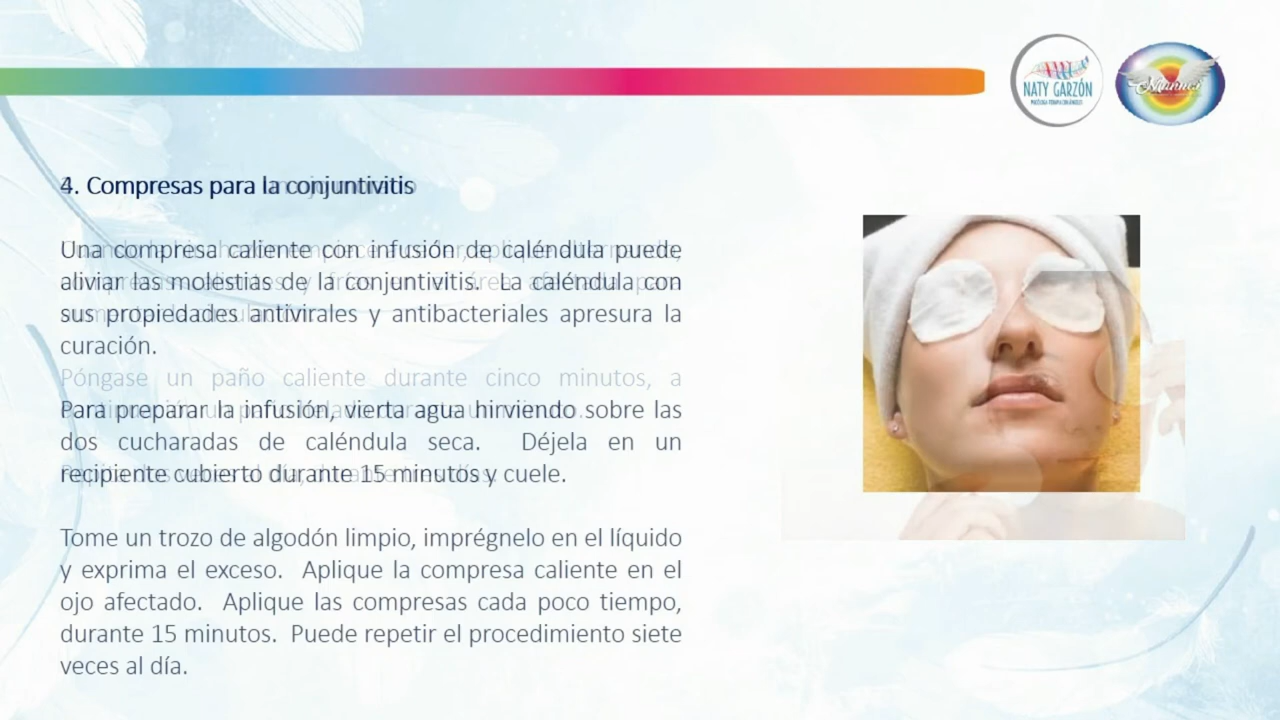 NATY GARZÓN
4. Compresas para la conjuntivitis
Una compresa caliente con infusión de caléndula puede
aliviar las molestias de la conjuntivitis. La caléndula con
sus propiedades antivirales y antibacteriales apresura la
curación.
Póngase un paño caliente durante cinco minutos, a
Para preparar la infusión, vierta agua hirviendo sobre las
dos cucharadas de caléndula seca. Déjela en un
recipiente cubierto durante 15 minutos y cuele.
Tome un trozo de algodón limpio, imprégnelo en el líquido
y exprima el exceso. Aplique la compresa caliente en el
ojo afectado. Aplique las compresas cada poco tiempo,
durante 15 minutos. Puede repetir el procedimiento siete
veces al día.